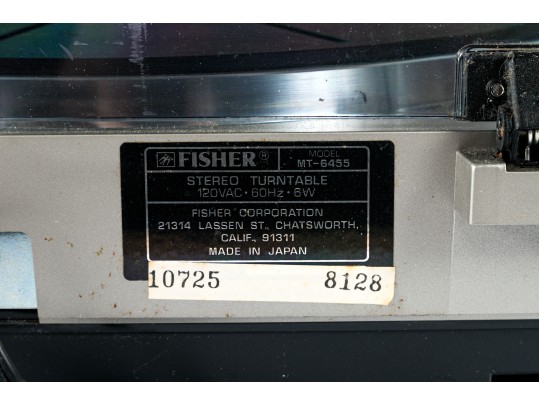 FISHER® MODEL
MT-6455
STEREO TURNTABLE
120VAC·60Hz·6W
FISHER CORPORATION
21314 LASSEN ST., CHATSWORTH,
CALIF., 91311
MADE IN JAPAN
10725 8128